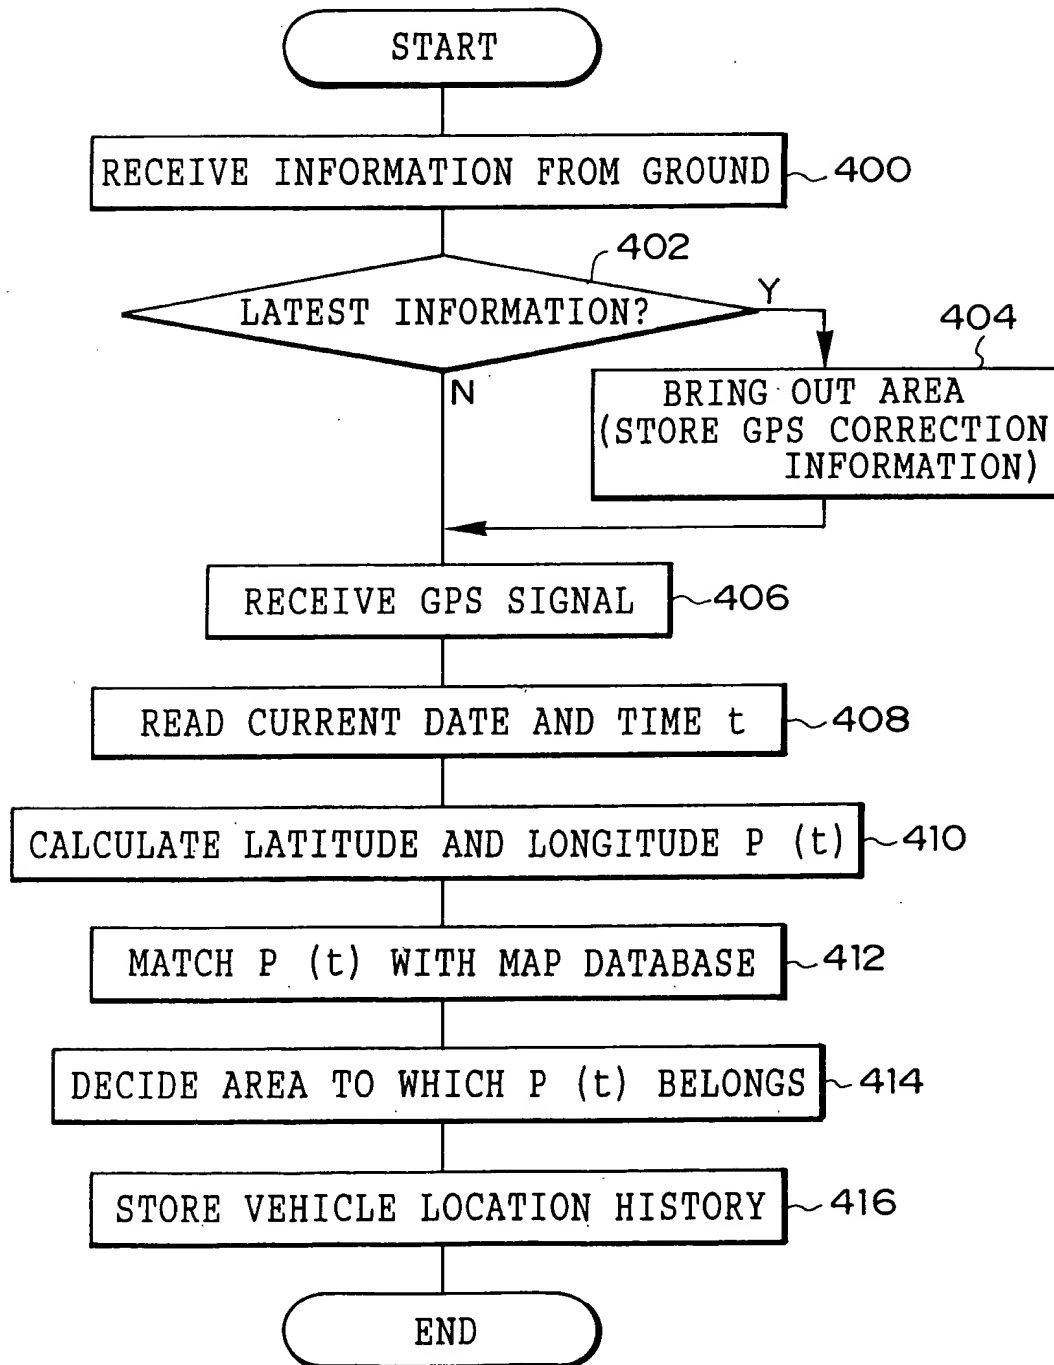 START
RECEIVE INFORMATION FROM GROUND
400
402
LATEST INFORMATION?
Y
N
404
BRING OUT AREA
(STORE GPS CORRECTION
INFORMATION)
RECEIVE GPS SIGNAL
406
READ CURRENT DATE AND TIME t
408
CALCULATE LATITUDE AND LONGITUDE P (t)
410
MATCH P (t) WITH MAP DATABASE
412
DECIDE AREA TO WHICH P (t) BELONGS
414
STORE VEHICLE LOCATION HISTORY
416
END